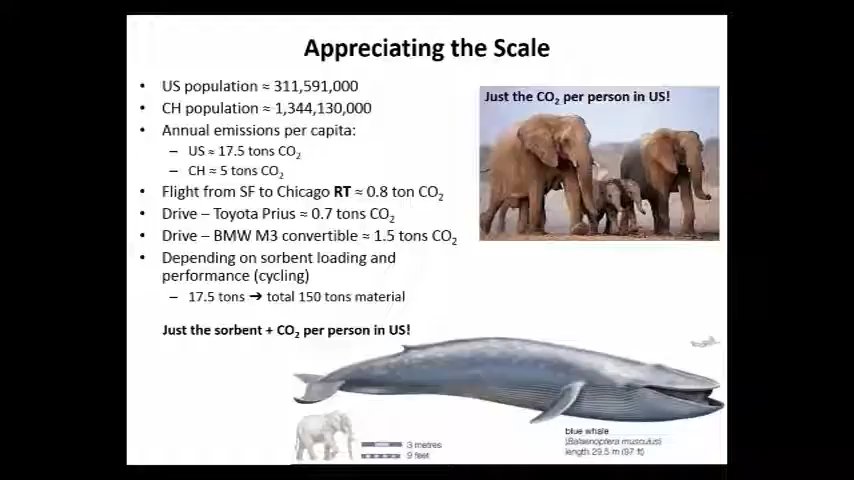 Appreciating the Scale
• US population ≈ 311,591,000
• CH population ≈ 1,344,130,000
• Annual emissions per capita:
– US ≈ 17.5 tons CO₂
– CH ≈ 5 tons CO₂
• Flight from SF to Chicago RT ≈ 0.8 ton CO₂
• Drive – Toyota Prius ≈ 0.7 tons CO₂
• Drive – BMW M3 convertible ≈ 1.5 tons CO₂
• Depending on sorbent loading and
performance (cycling)
– 17.5 tons → total 150 tons material
Just the CO₂ per person in US!
Just the sorbent + CO₂ per person in US!
3 metres
9 feet
blue whale
(Balaenoptera musculus)
length 29.5 m (97 ft)